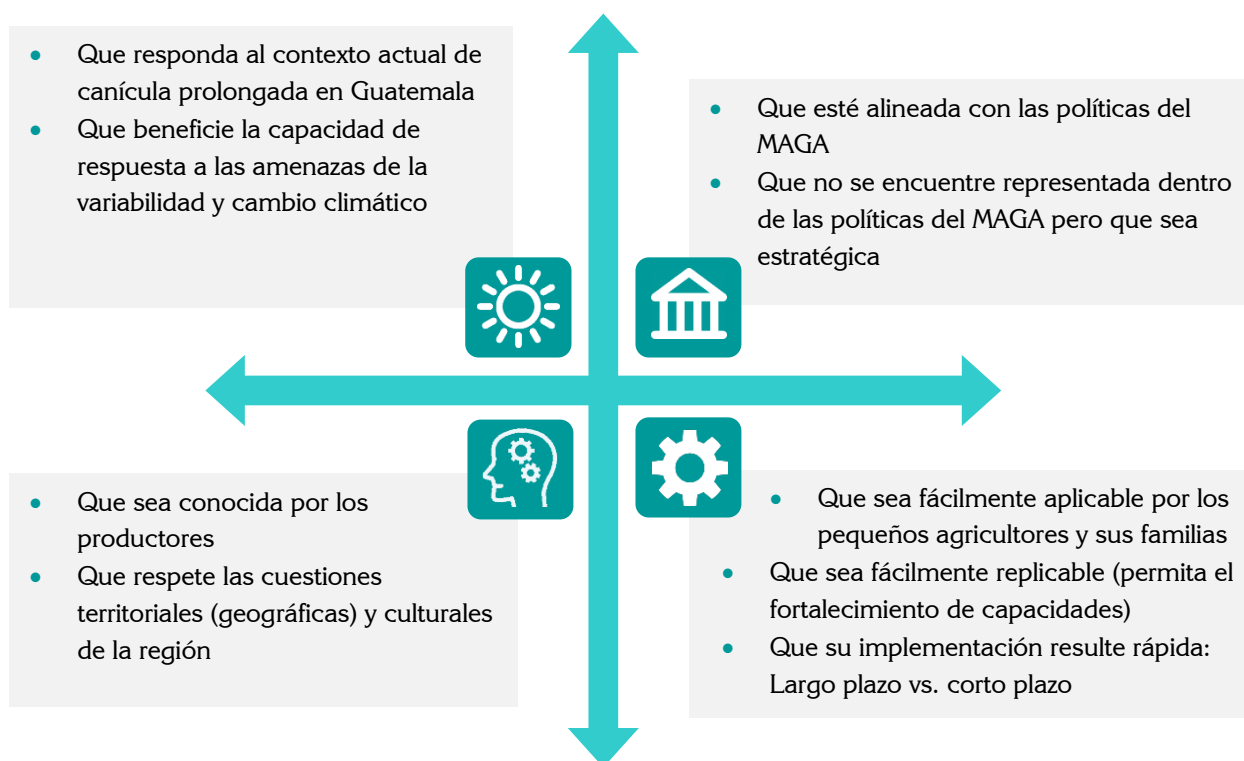 • Que responda al contexto actual de
canícula prolongada en Guatemala
• Que beneficie la capacidad de
respuesta a las amenazas de la
variabilidad y cambio climático
• Que esté alineada con las políticas del
MAGA
• Que no se encuentre representada dentro
de las políticas del MAGA pero que sea
estratégica
• Que sea conocida por los
productores
• Que respete las cuestiones
territoriales (geográficas) y culturales
de la región
• Que sea fácilmente aplicable por los
pequeños agricultores y sus familias
• Que sea fácilmente replicable (permita el
fortalecimiento de capacidades)
• Que su implementación resulte rápida:
Largo plazo vs. corto plazo